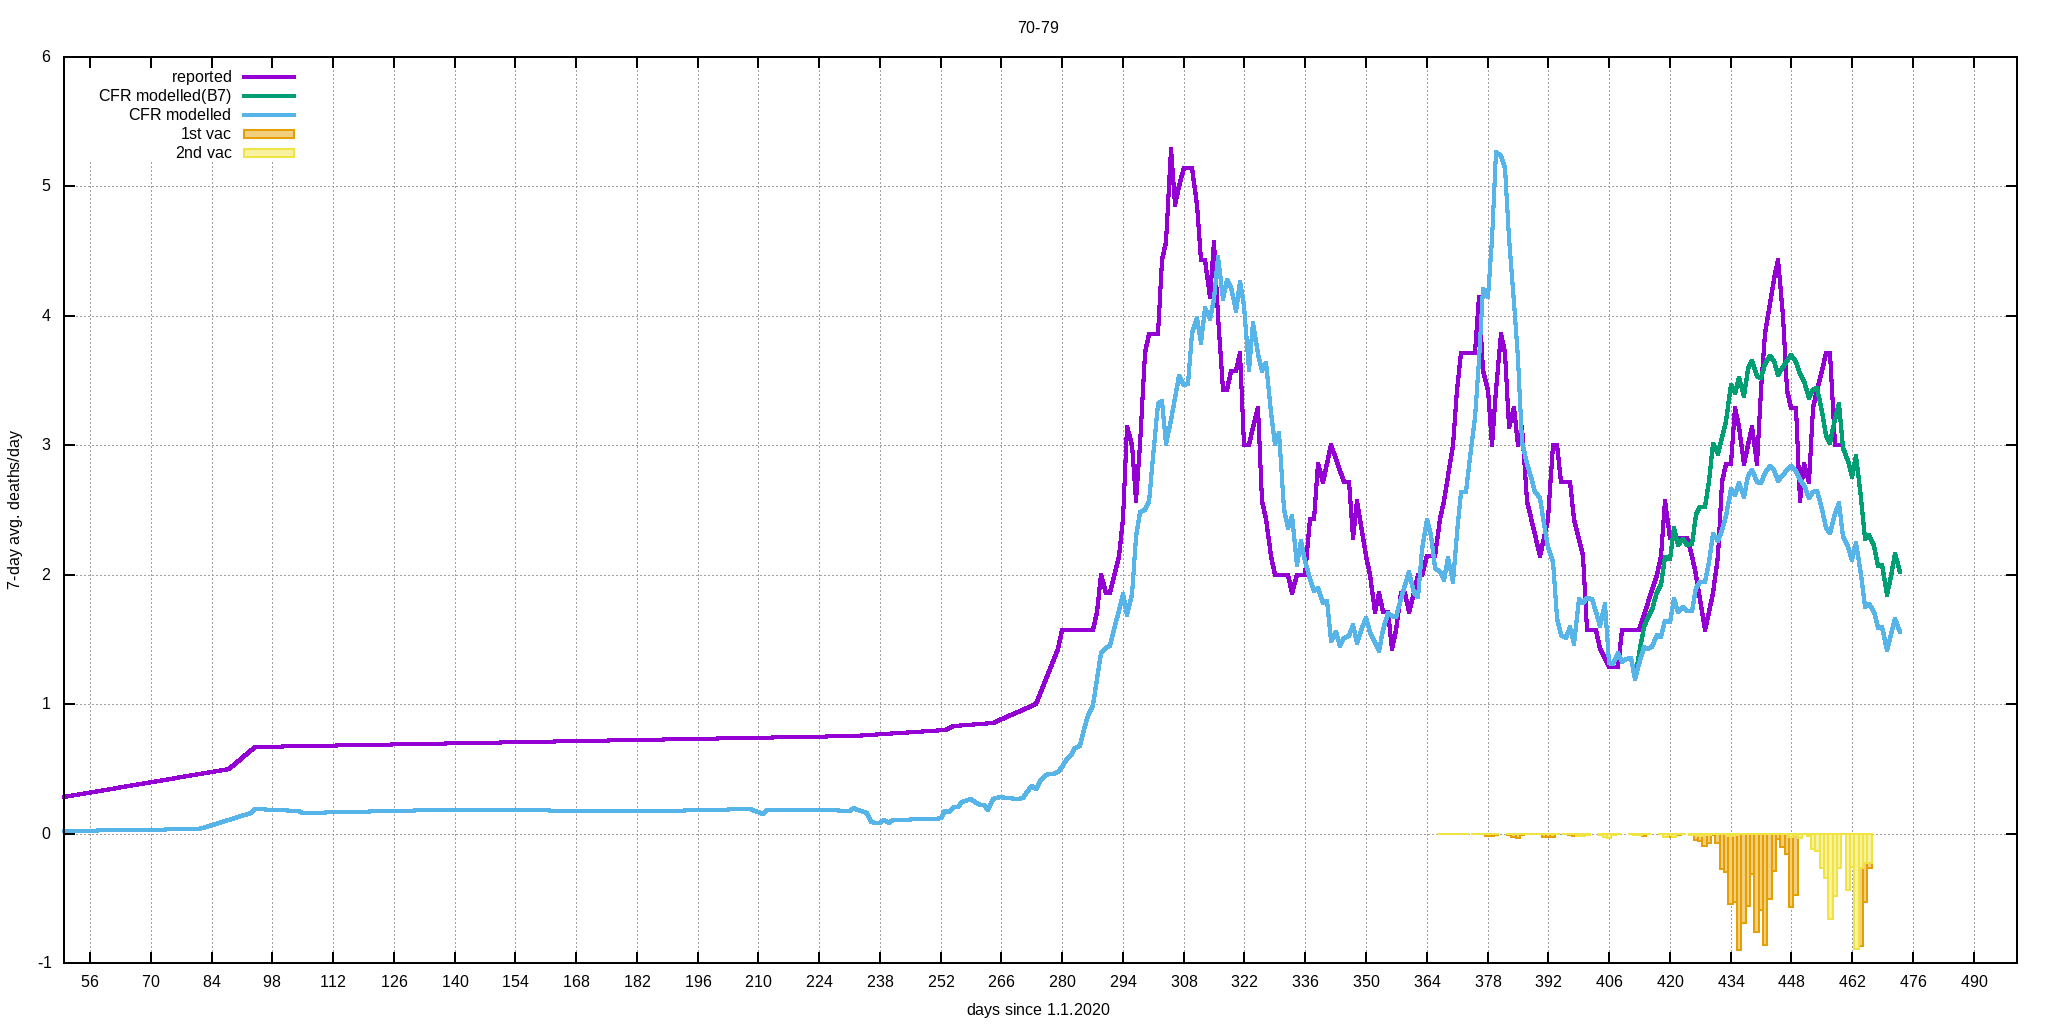 70-79
reported
CFR modelled(B7)
CFR modelled
1st vac
2nd vac
6
5
4
3
2
1
0
-1
7-day avg. deaths/day
56 70 84 98 112 126 140 154 168 182 196 210 224 238 252 266 280 294 308 322 336 350 364 378 392 406 420 434 448 462 476 490
days since 1.1.2020